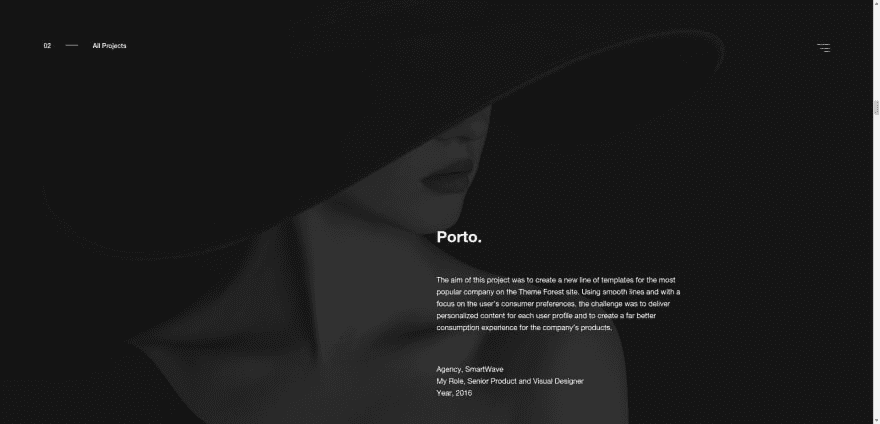 02 — All Projects
Porto.
The aim of this project was to create a new line of templates for the most
popular company on the Theme Forest site. Using smooth lines and with a
focus on the user's consumer preferences, the challenge was to deliver
personalized content for each user profile and to create a far better
consumption experience for the company's products.
Agency, SmartWave
My Role, Senior Product and Visual Designer
Year, 2016